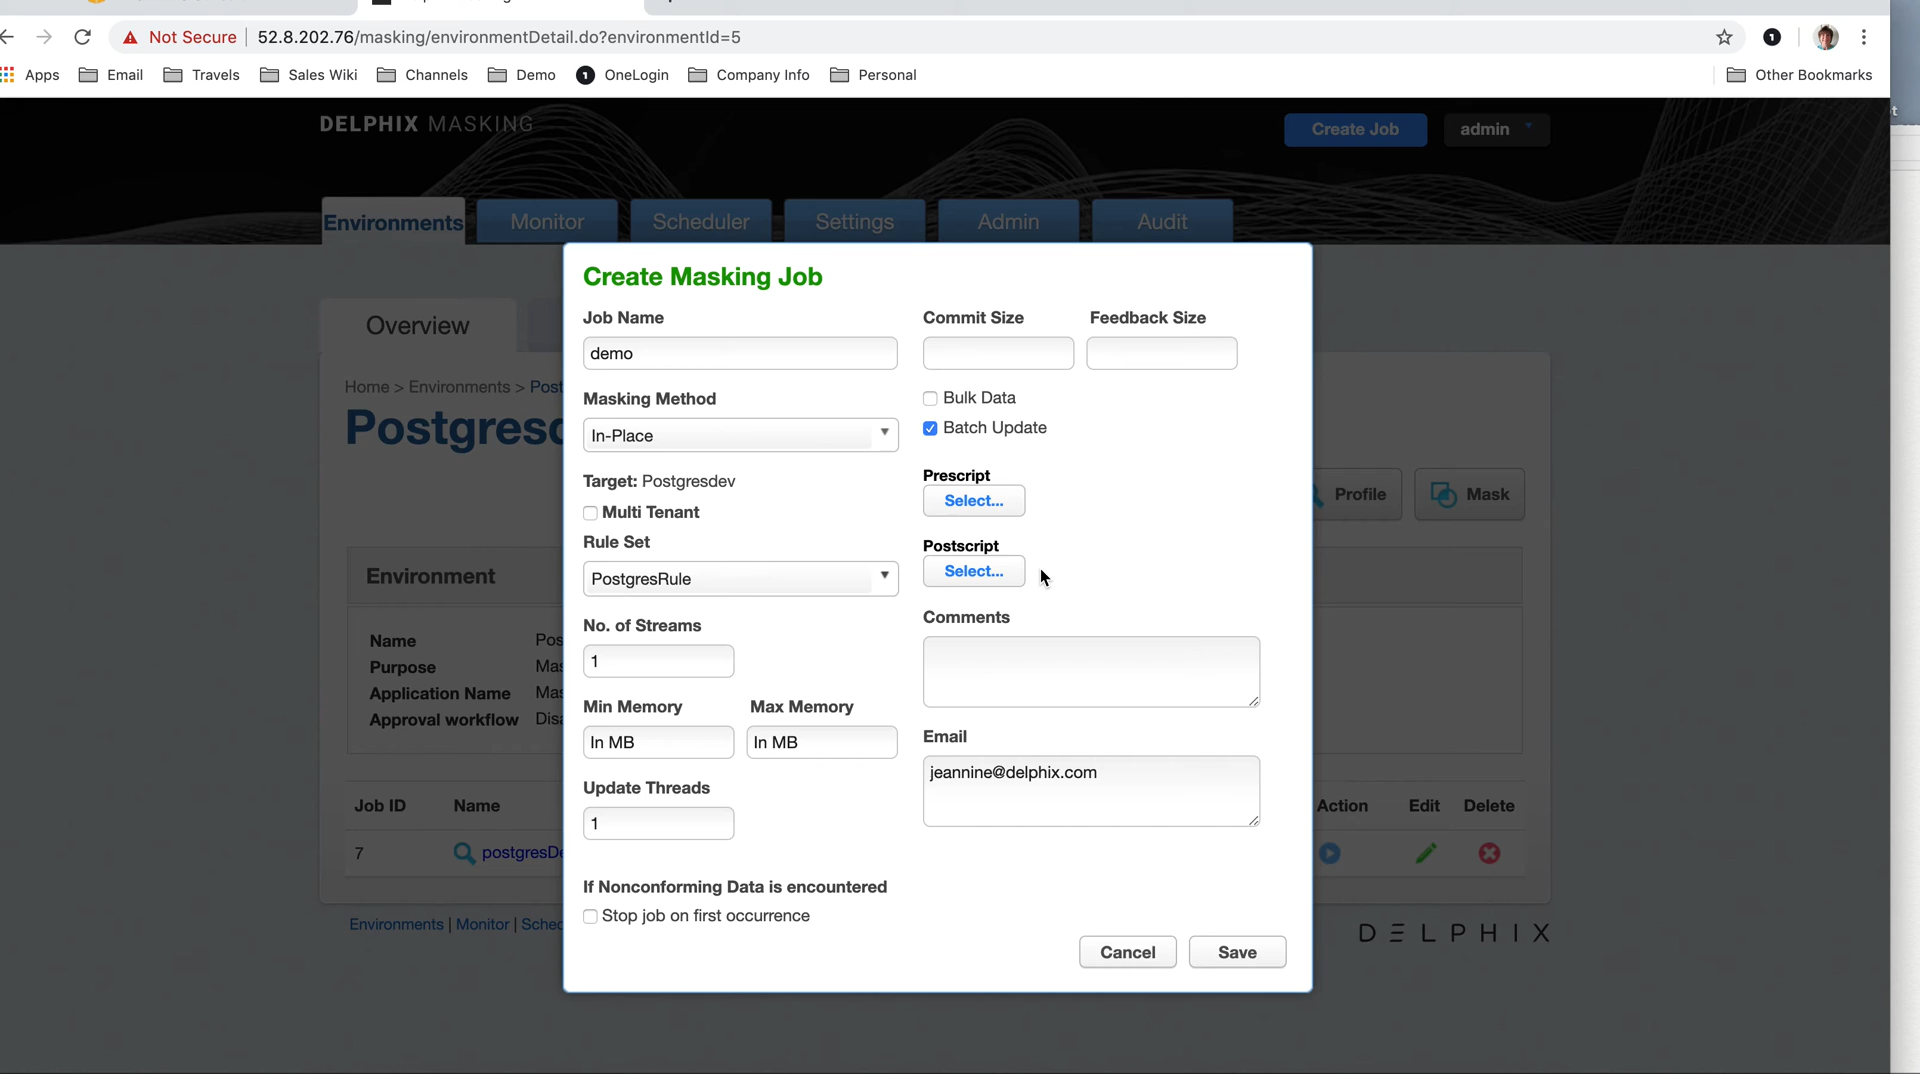 Not Secure
52.8.202.76/masking/environmentDetail.do?environmentId=5
Apps
Email
Travels
Sales Wiki
Channels
Demo
OneLogin
Company Info
Personal
Other Bookmarks
DELPHIX MASKING
Create Job
admin
Environments
Monitor
Scheduler
Settings
Admin
Audit
Overview
Home > Environments >
Profile
Mask
Environment
Name
Purpose
Application Name
Approval workflow
Job ID
Name
Action
Edit
Delete
7
Environments | Monitor |
DELPHIX
Create Masking Job
Job Name
demo
Masking Method
In-Place
Target: Postgresdev
Multi Tenant
Rule Set
PostgresRule
No. of Streams
1
Min Memory
Max Memory
In MB
In MB
Update Threads
1
If Nonconforming Data is encountered
Stop job on first occurrence
Commit Size
Feedback Size
Bulk Data
Batch Update
Prescript
Select...
Postscript
Select...
Comments
Email
jeannine@delphix.com
Cancel
Save